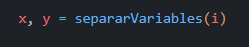 x, y = separarVariables(i)